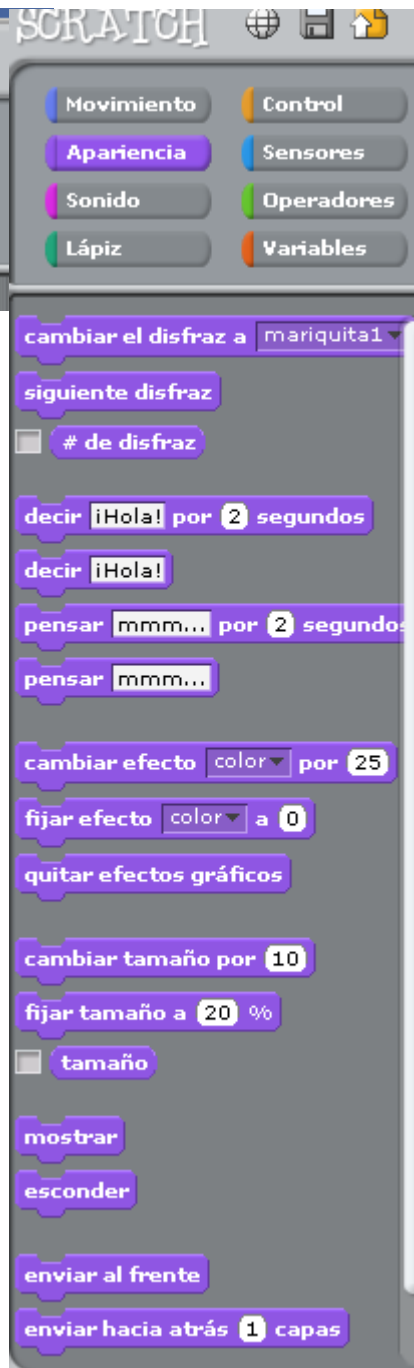 SCRATCH
Movimiento Control
Apariencia Sensores
Sonido Operadores
Lápiz Variables
cambiar el disfraz a mariquita1
siguiente disfraz
# de disfraz
decir ¡Hola! por 2 segundos
decir ¡Hola!
pensar mmm... por 2 segundos
pensar mmm...
cambiar efecto color por 25
fijar efecto color a 0
quitar efectos gráficos
cambiar tamaño por 10
fijar tamaño a 20 %
tamaño
mostrar
esconder
enviar al frente
enviar hacia atrás 1 capas